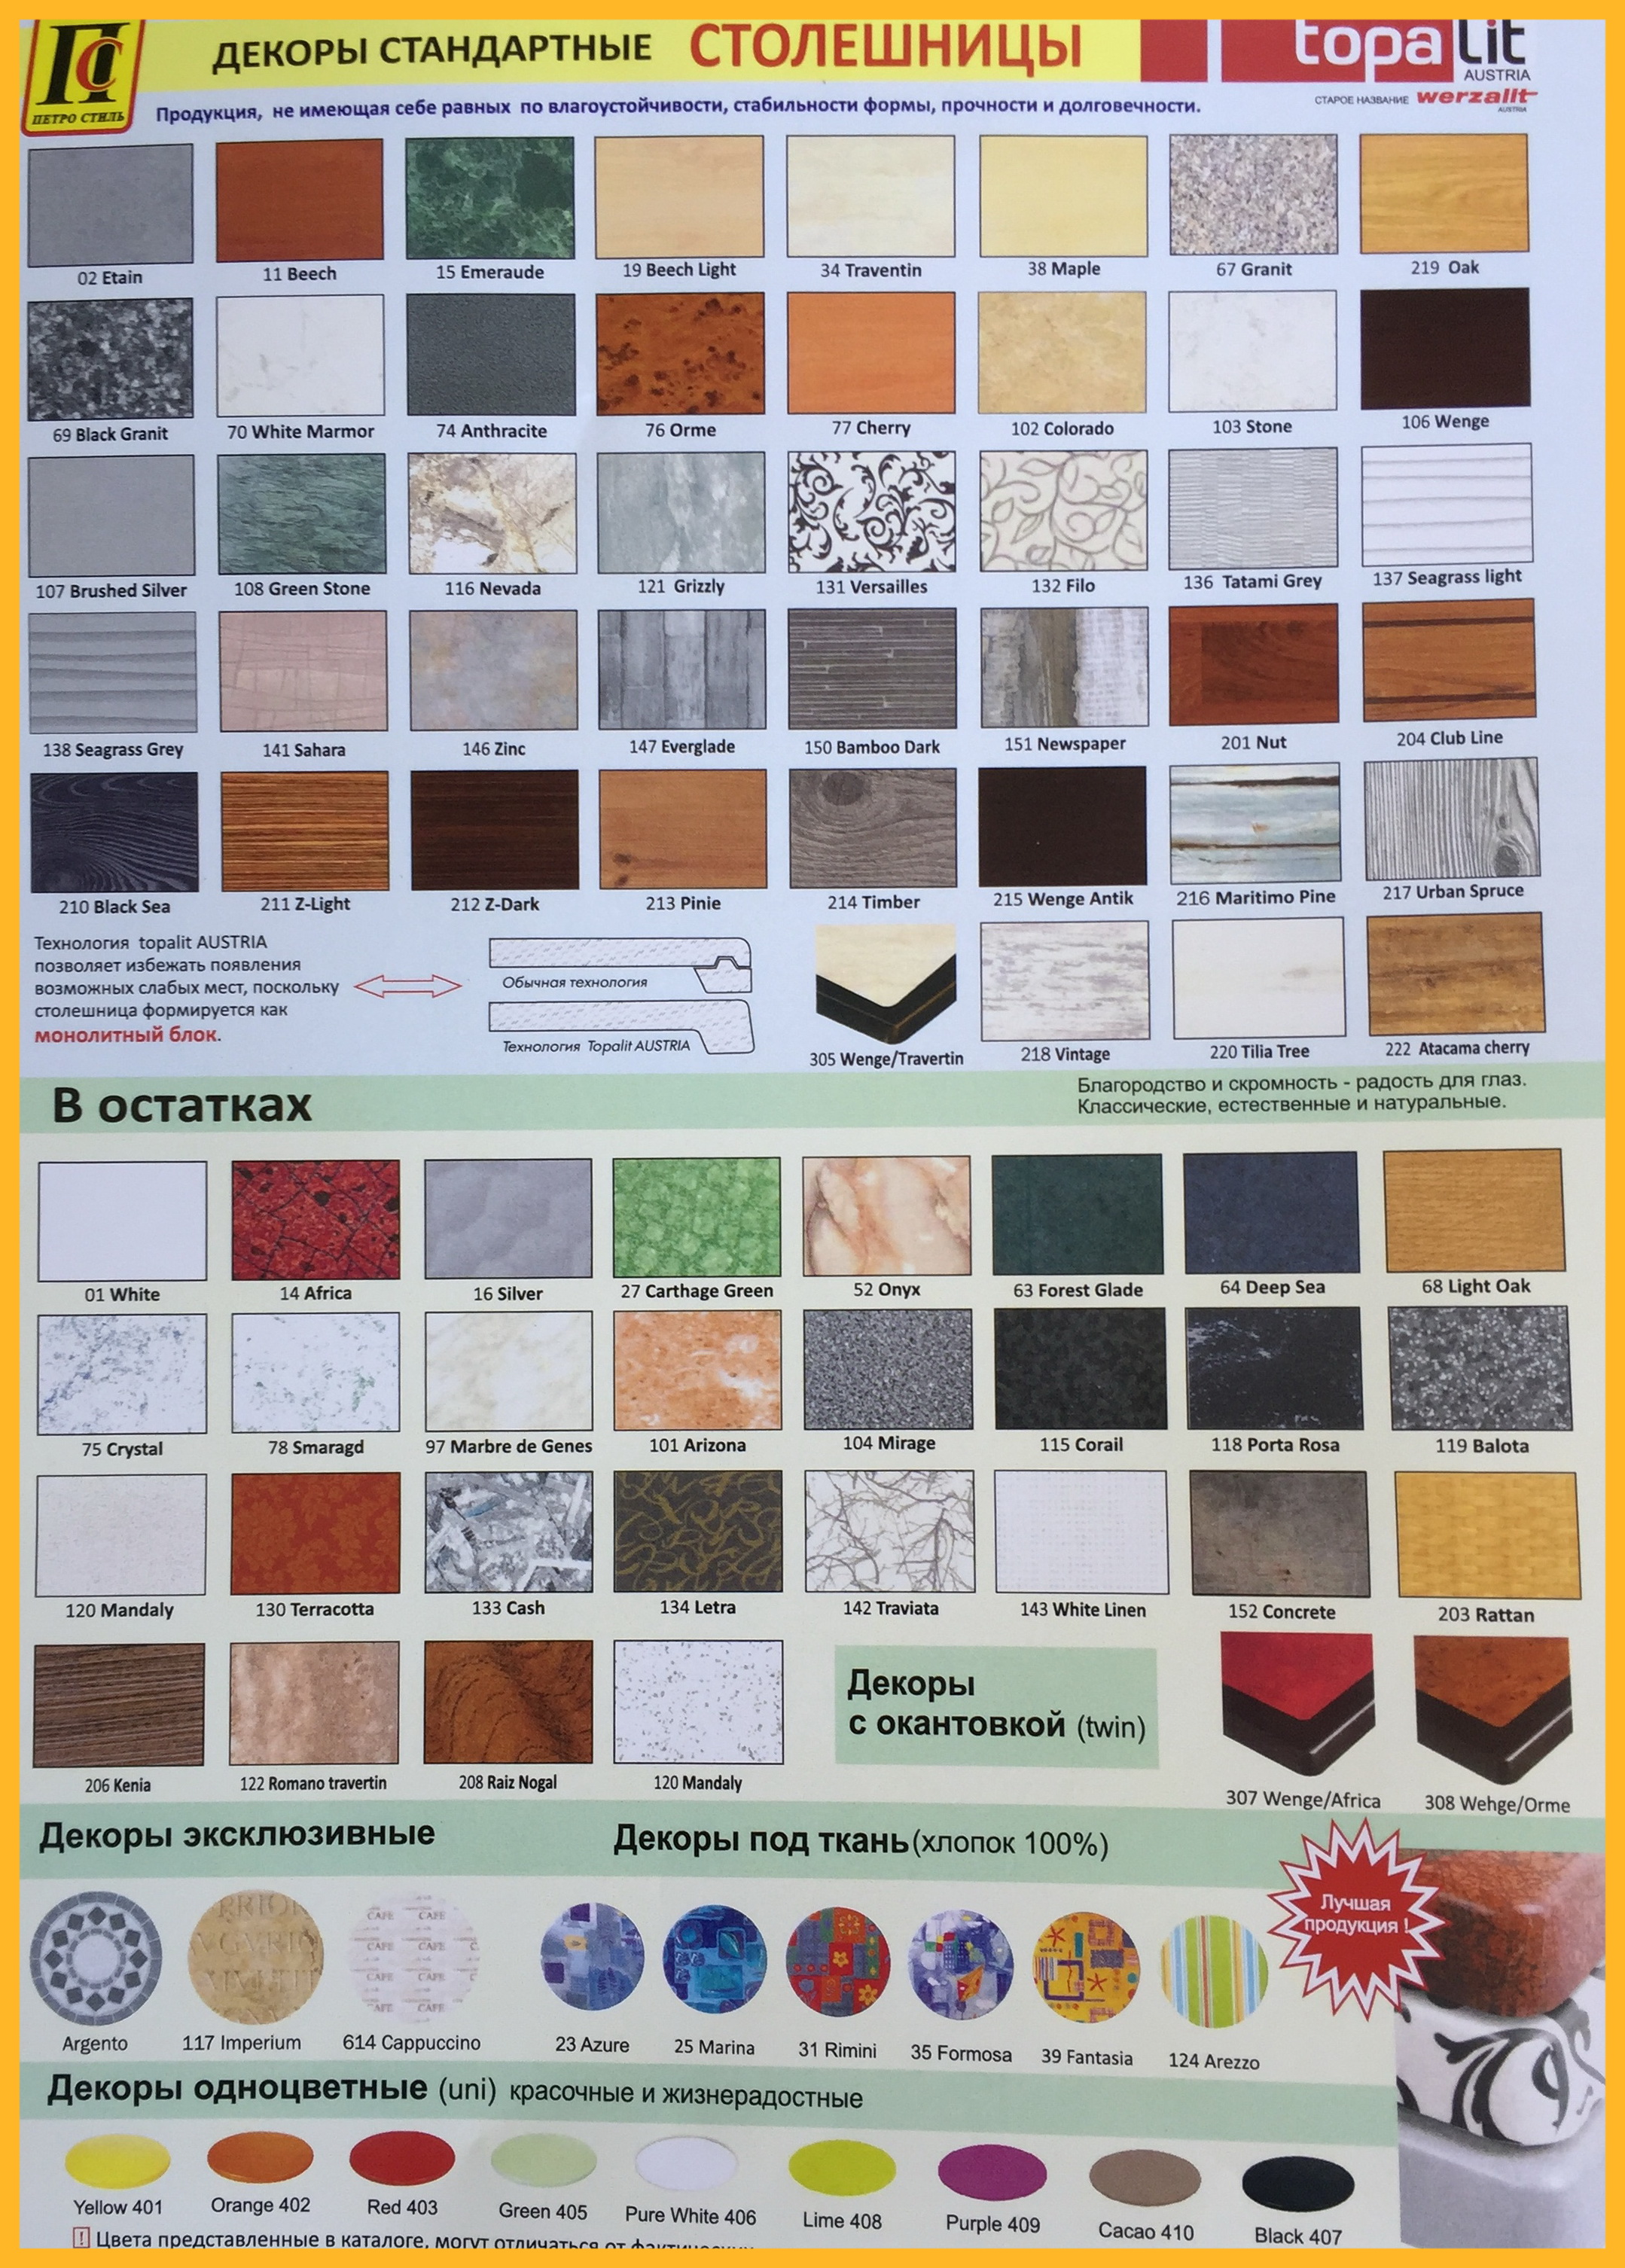 ПС
ПЕТРО СТИЛЬ
ДЕКОРЫ СТАНДАРТНЫЕ СТОЛЕШНИЦЫ
topalit
AUSTRIA
СТАРОЕ НАЗВАНИЕ werzalit
AUSTRIA
Продукция, не имеющая себе равных по влагоустойчивости, стабильности формы, прочности и долговечности.
02 Etain 11 Beech 15 Emeraude 19 Beech Light 34 Traventin 38 Maple 67 Granit 219 Oak
69 Black Granit 70 White Marmor 74 Anthracite 76 Orme 77 Cherry 102 Colorado 103 Stone 106 Wenge
107 Brushed Silver 108 Green Stone 116 Nevada 121 Grizzly 131 Versailles 132 Filo 136 Tatami Grey 137 Seagrass light
138 Seagrass Grey 141 Sahara 146 Zinc 147 Everglade 150 Bamboo Dark 151 Newspaper 201 Nut 204 Club Line
210 Black Sea 211 Z-Light 212 Z-Dark 213 Pinie 214 Timber 215 Wenge Antik 216 Maritimo Pine 217 Urban Spruce
Технология topalit AUSTRIA
позволяет избежать появления
возможных слабых мест, поскольку
столешница формируется как
монолитный блок.
Обычная технология
Технология Topalit AUSTRIA
305 Wenge/Travertin 218 Vintage 220 Tilia Tree 222 Atacama cherry
В остатках
Благородство и скромность - радость для глаз.
Классические, естественные и натуральные.
01 White 14 Africa 16 Silver 27 Carthage Green 52 Onyx 63 Forest Glade 64 Deep Sea 68 Light Oak
75 Crystal 78 Smaragd 97 Marbre de Genes 101 Arizona 104 Mirage 115 Corail 118 Porta Rosa 119 Balota
120 Mandaly 130 Terracotta 133 Cash 134 Letra 142 Traviata 143 White Linen 152 Concrete 203 Rattan
206 Kenia 122 Romano travertin 208 Raiz Nogal 120 Mandaly
Декоры
с окантовкой (twin)
307 Wenge/Africa 308 Wehge/Orme
Декоры эксклюзивные
Декоры под ткань (хлопок 100%)
Лучшая
продукция !
CAFE CAFE
CAFE CAFE
CAFE CAFE
CAFE CAFE
Argento 117 Imperium 614 Cappuccino 23 Azure 25 Marina 31 Rimini 35 Formosa 39 Fantasia 124 Arezzo
Декоры одноцветные (uni) красочные и жизнерадостные
Yellow 401 Orange 402 Red 403 Green 405 Pure White 406 Lime 408 Purple 409 Cacao 410 Black 407
! Цвета представленные в каталоге, могут отличаться от